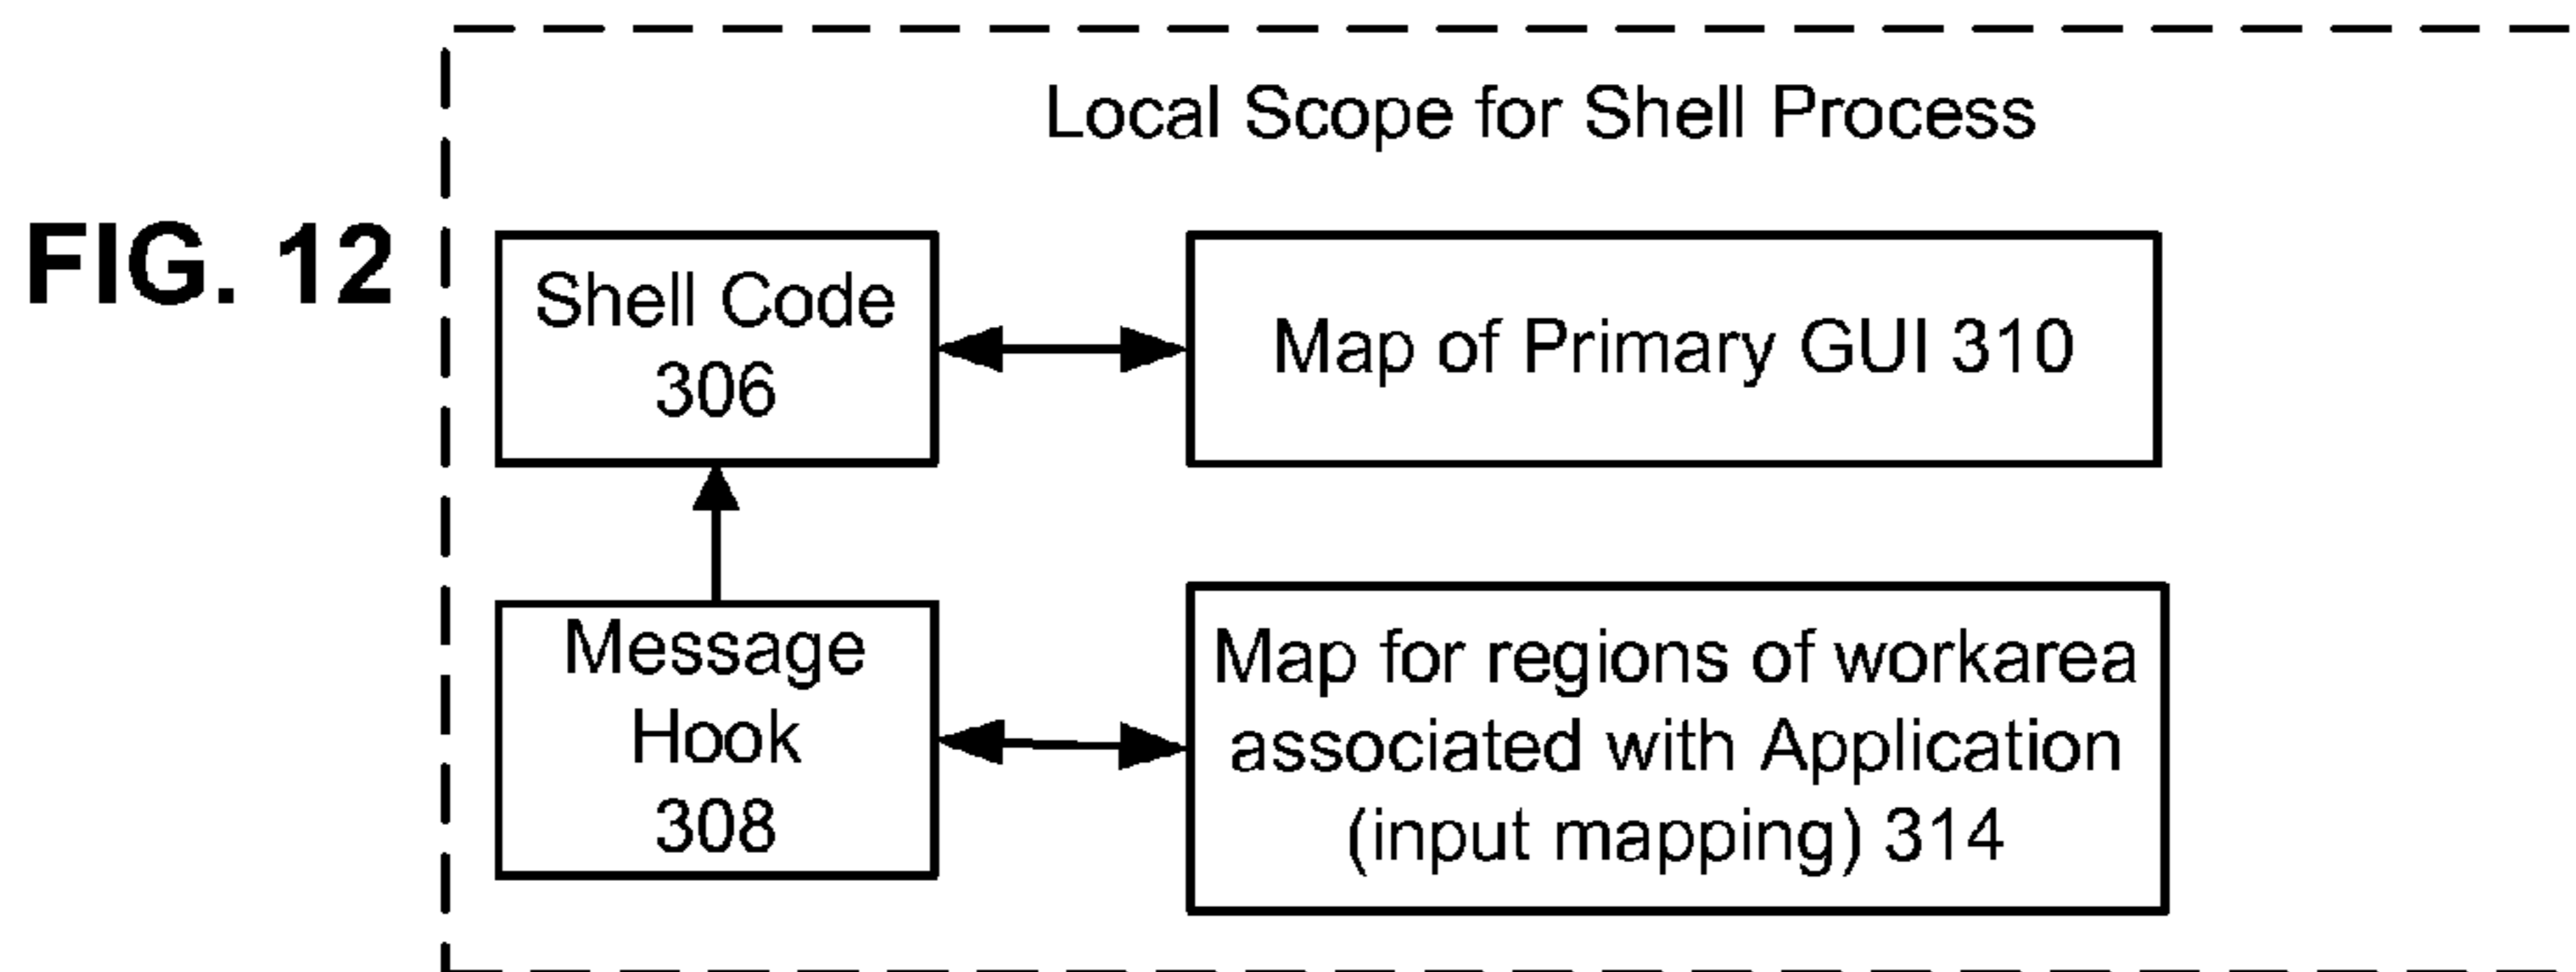 Local Scope for Shell Process
FIG. 12
Shell Code
306
Map of Primary GUI 310
Message
Hook
308
Map for regions of workarea
associated with Application
(input mapping) 314